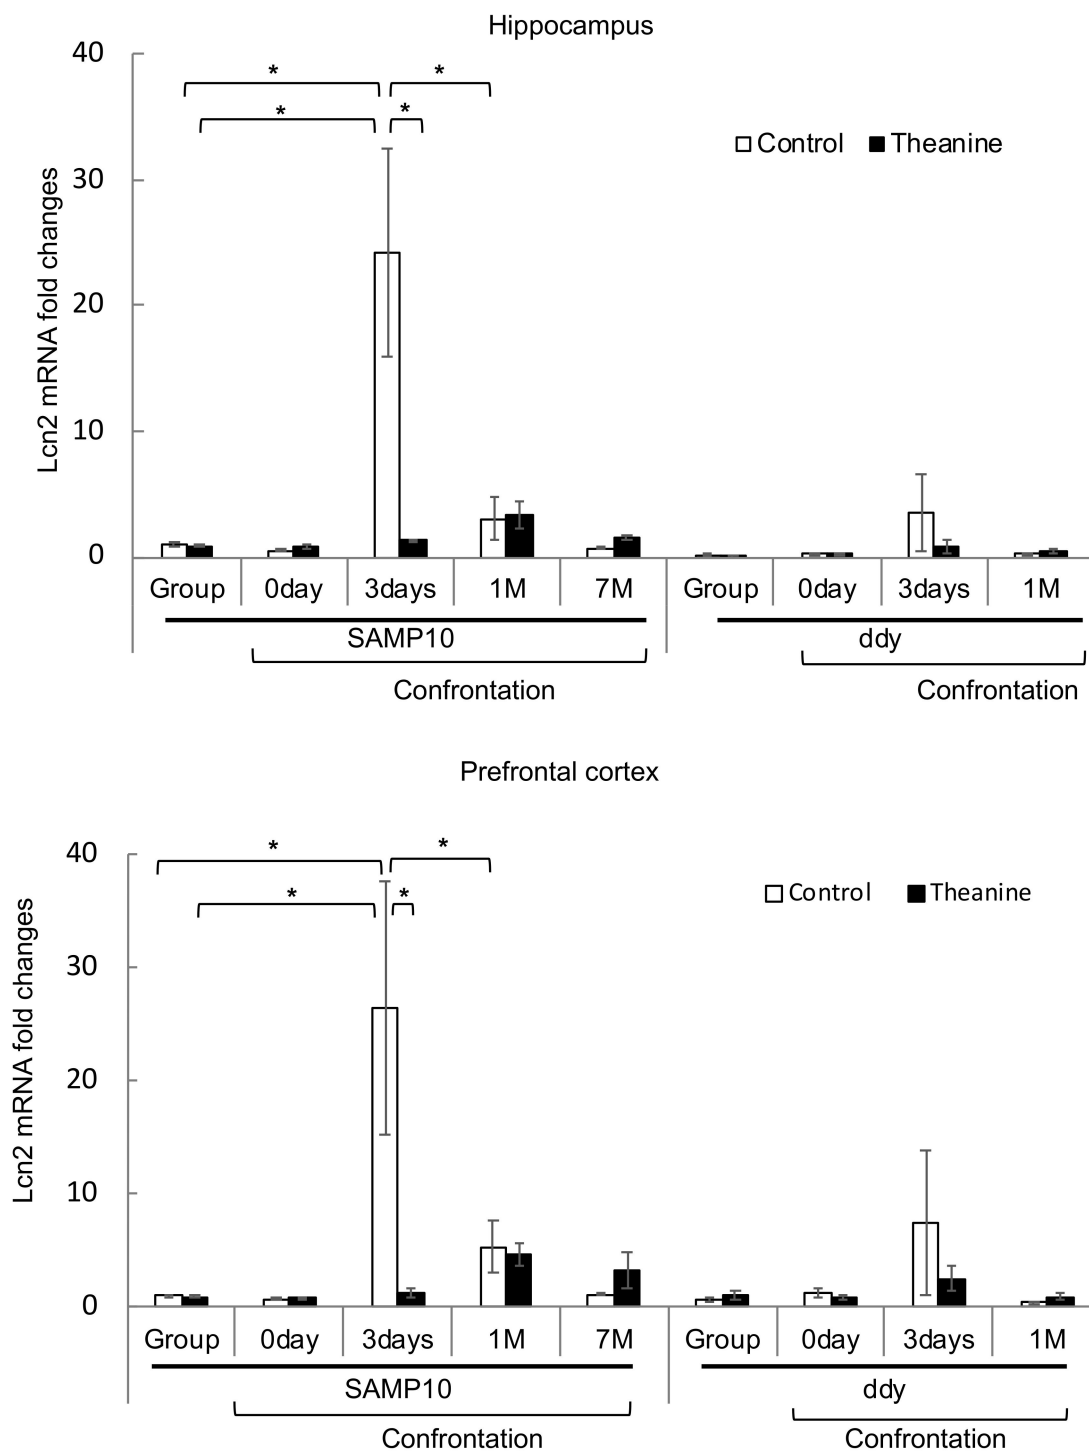 Hippocampus
40
* *
* *
Control Theanine
30
Lcn2 mRNA fold changes
20
10
0
Group 0day 3days 1M 7M Group 0day 3days 1M
SAMP10 ddy
Confrontation Confrontation
Prefrontal cortex
40
* *
* *
Control Theanine
30
Lcn2 mRNA fold changes
20
10
0
Group 0day 3days 1M 7M Group 0day 3days 1M
SAMP10 ddy
Confrontation Confrontation